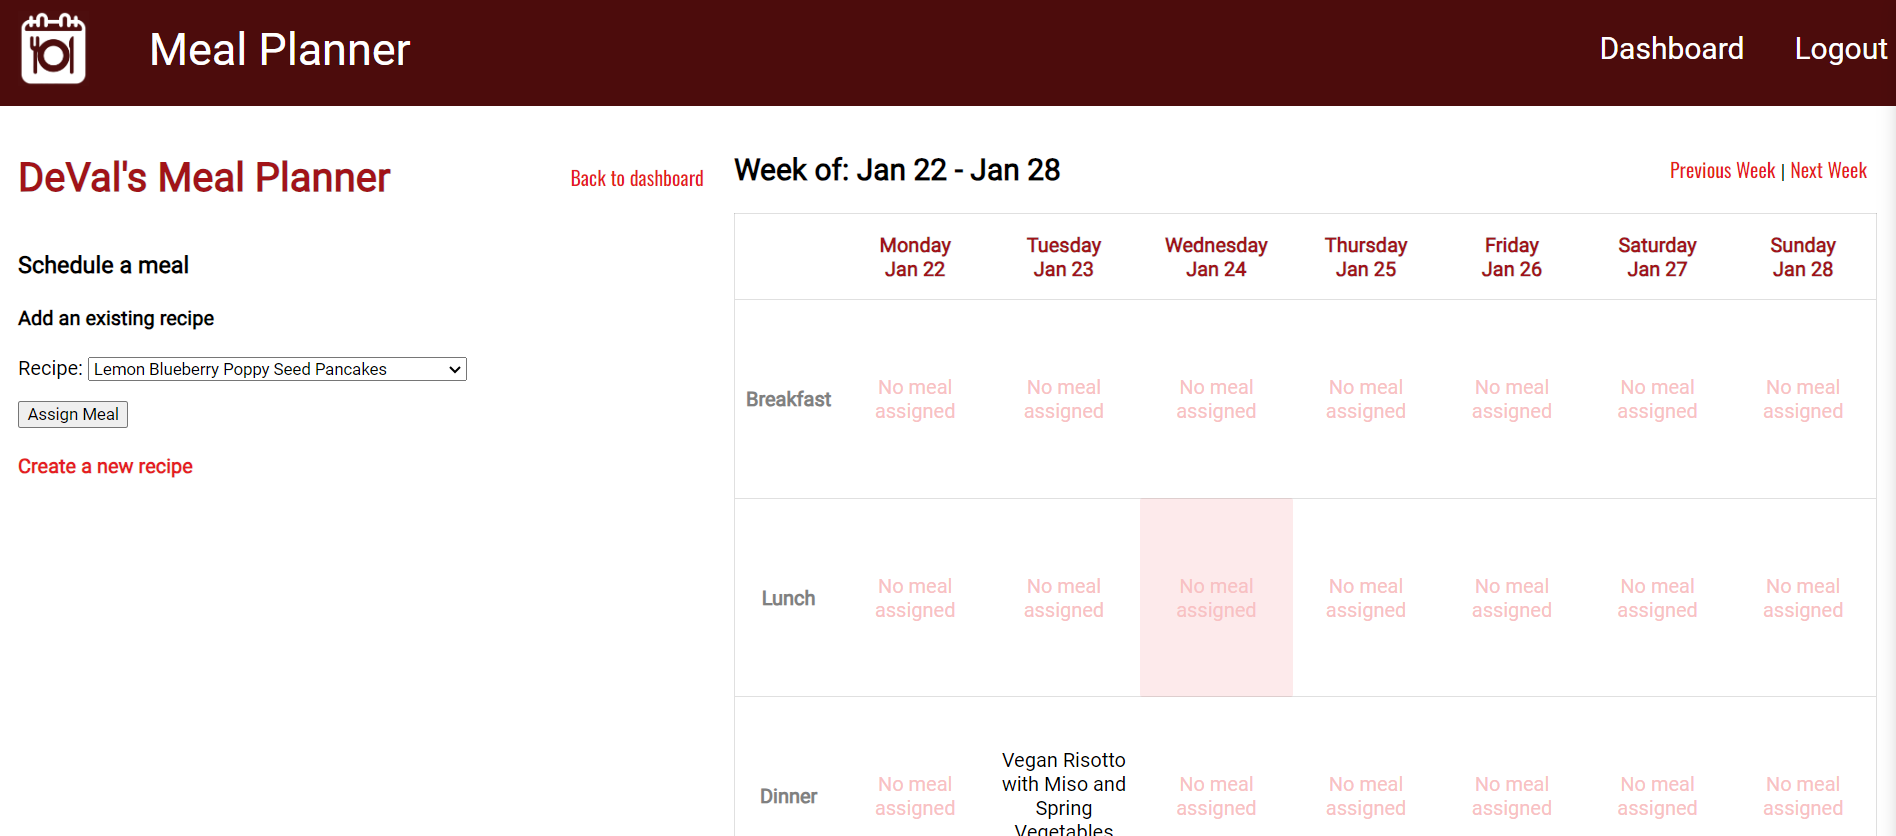 Meal Planner
Dashboard
Logout
DeVal's Meal Planner
Back to dashboard
Schedule a meal
Add an existing recipe
Recipe: Lemon Blueberry Poppy Seed Pancakes
Assign Meal
Create a new recipe
Week of: Jan 22 - Jan 28
Previous Week | Next Week
Monday Tuesday Wednesday Thursday Friday Saturday Sunday
Jan 22 Jan 23 Jan 24 Jan 25 Jan 26 Jan 27 Jan 28
Breakfast
No meal No meal No meal No meal No meal No meal No meal
assigned assigned assigned assigned assigned assigned assigned
Lunch
No meal No meal No meal No meal No meal No meal No meal
assigned assigned assigned assigned assigned assigned assigned
Dinner
No meal
assigned
Vegan Risotto
with Miso and
Spring
Vegetables
No meal No meal No meal No meal No meal
assigned assigned assigned assigned assigned